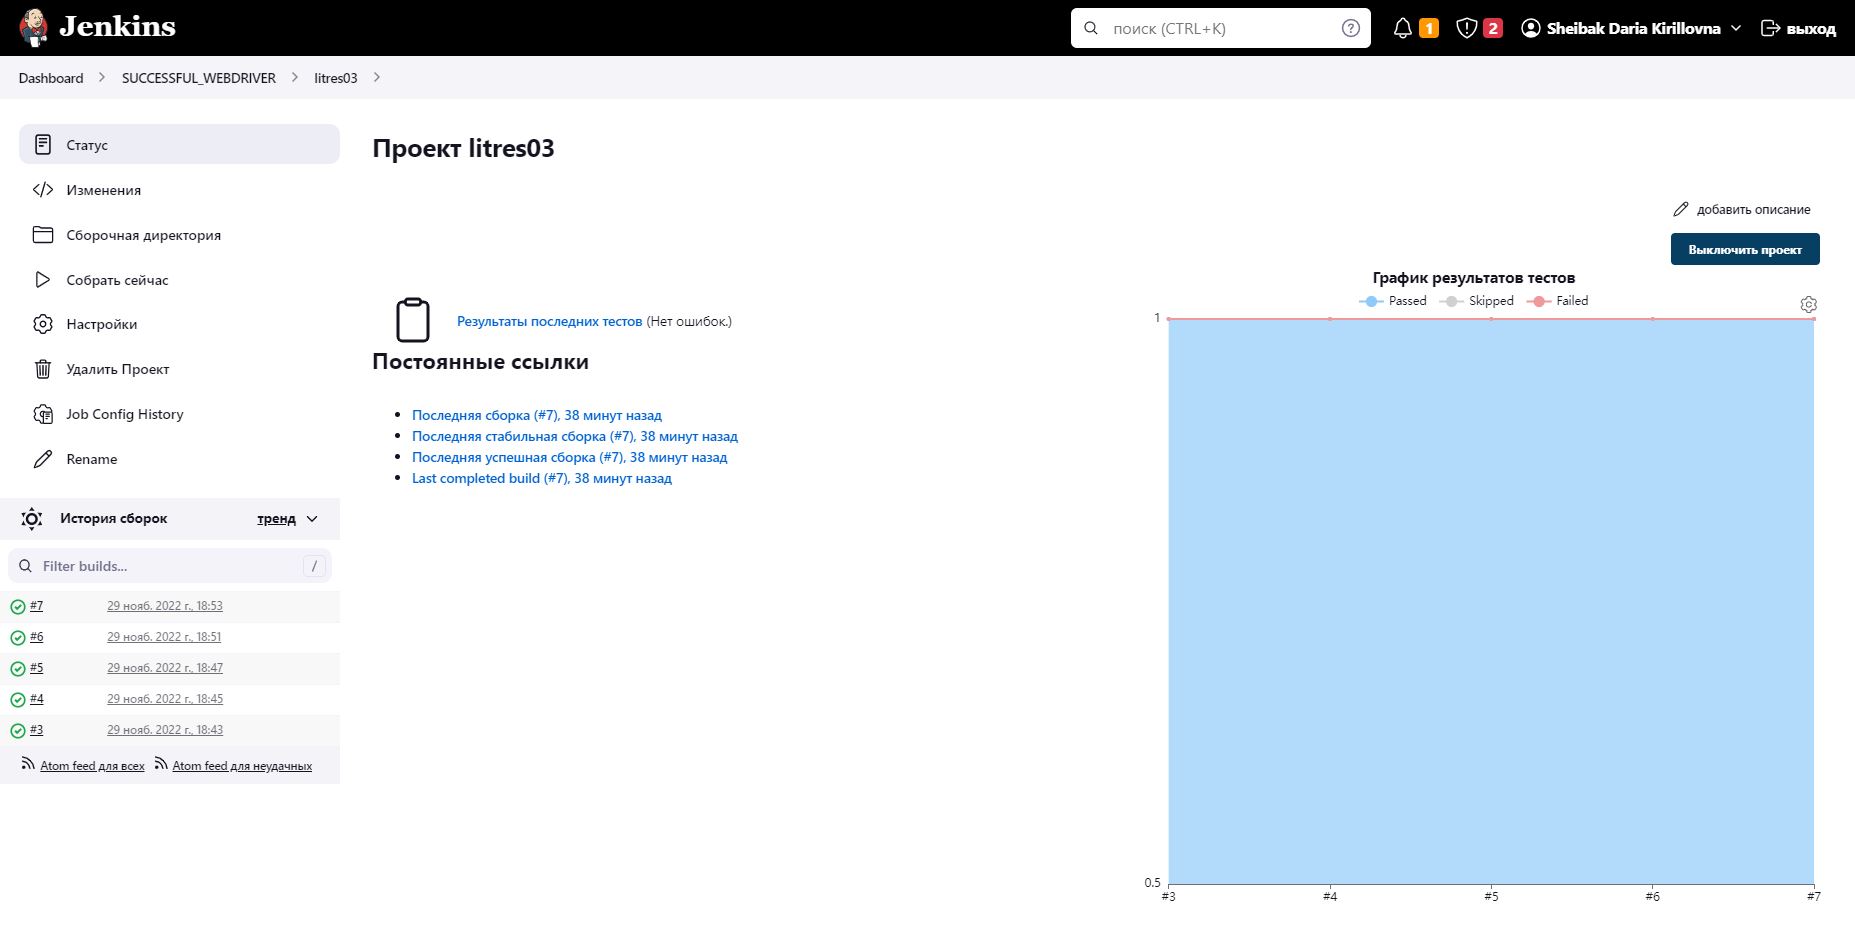 Jenkins
поиск (CTRL+K)
1
2
Sheibak Daria Kirillovna
выход
Dashboard
SUCCESSFUL_WEBDRIVER
litres03
Статус
Изменения
Сборочная директория
Собрать сейчас
Настройки
Удалить Проект
Job Config History
Rename
История сборок
тренд
Filter builds...
/
#7 29 нояб. 2022 г., 18:53
#6 29 нояб. 2022 г., 18:51
#5 29 нояб. 2022 г., 18:47
#4 29 нояб. 2022 г., 18:45
#3 29 нояб. 2022 г., 18:43
Atom feed для всех Atom feed для неудачных
Проект litres03
добавить описание
Выключить проект
Результаты последних тестов (Нет ошибок.)
Постоянные ссылки
Последняя сборка (#7), 38 минут назад
Последняя стабильная сборка (#7), 38 минут назад
Последняя успешная сборка (#7), 38 минут назад
Last completed build (#7), 38 минут назад
График результатов тестов
Passed Skipped Failed
1
0.5
#3 #4 #5 #6 #7